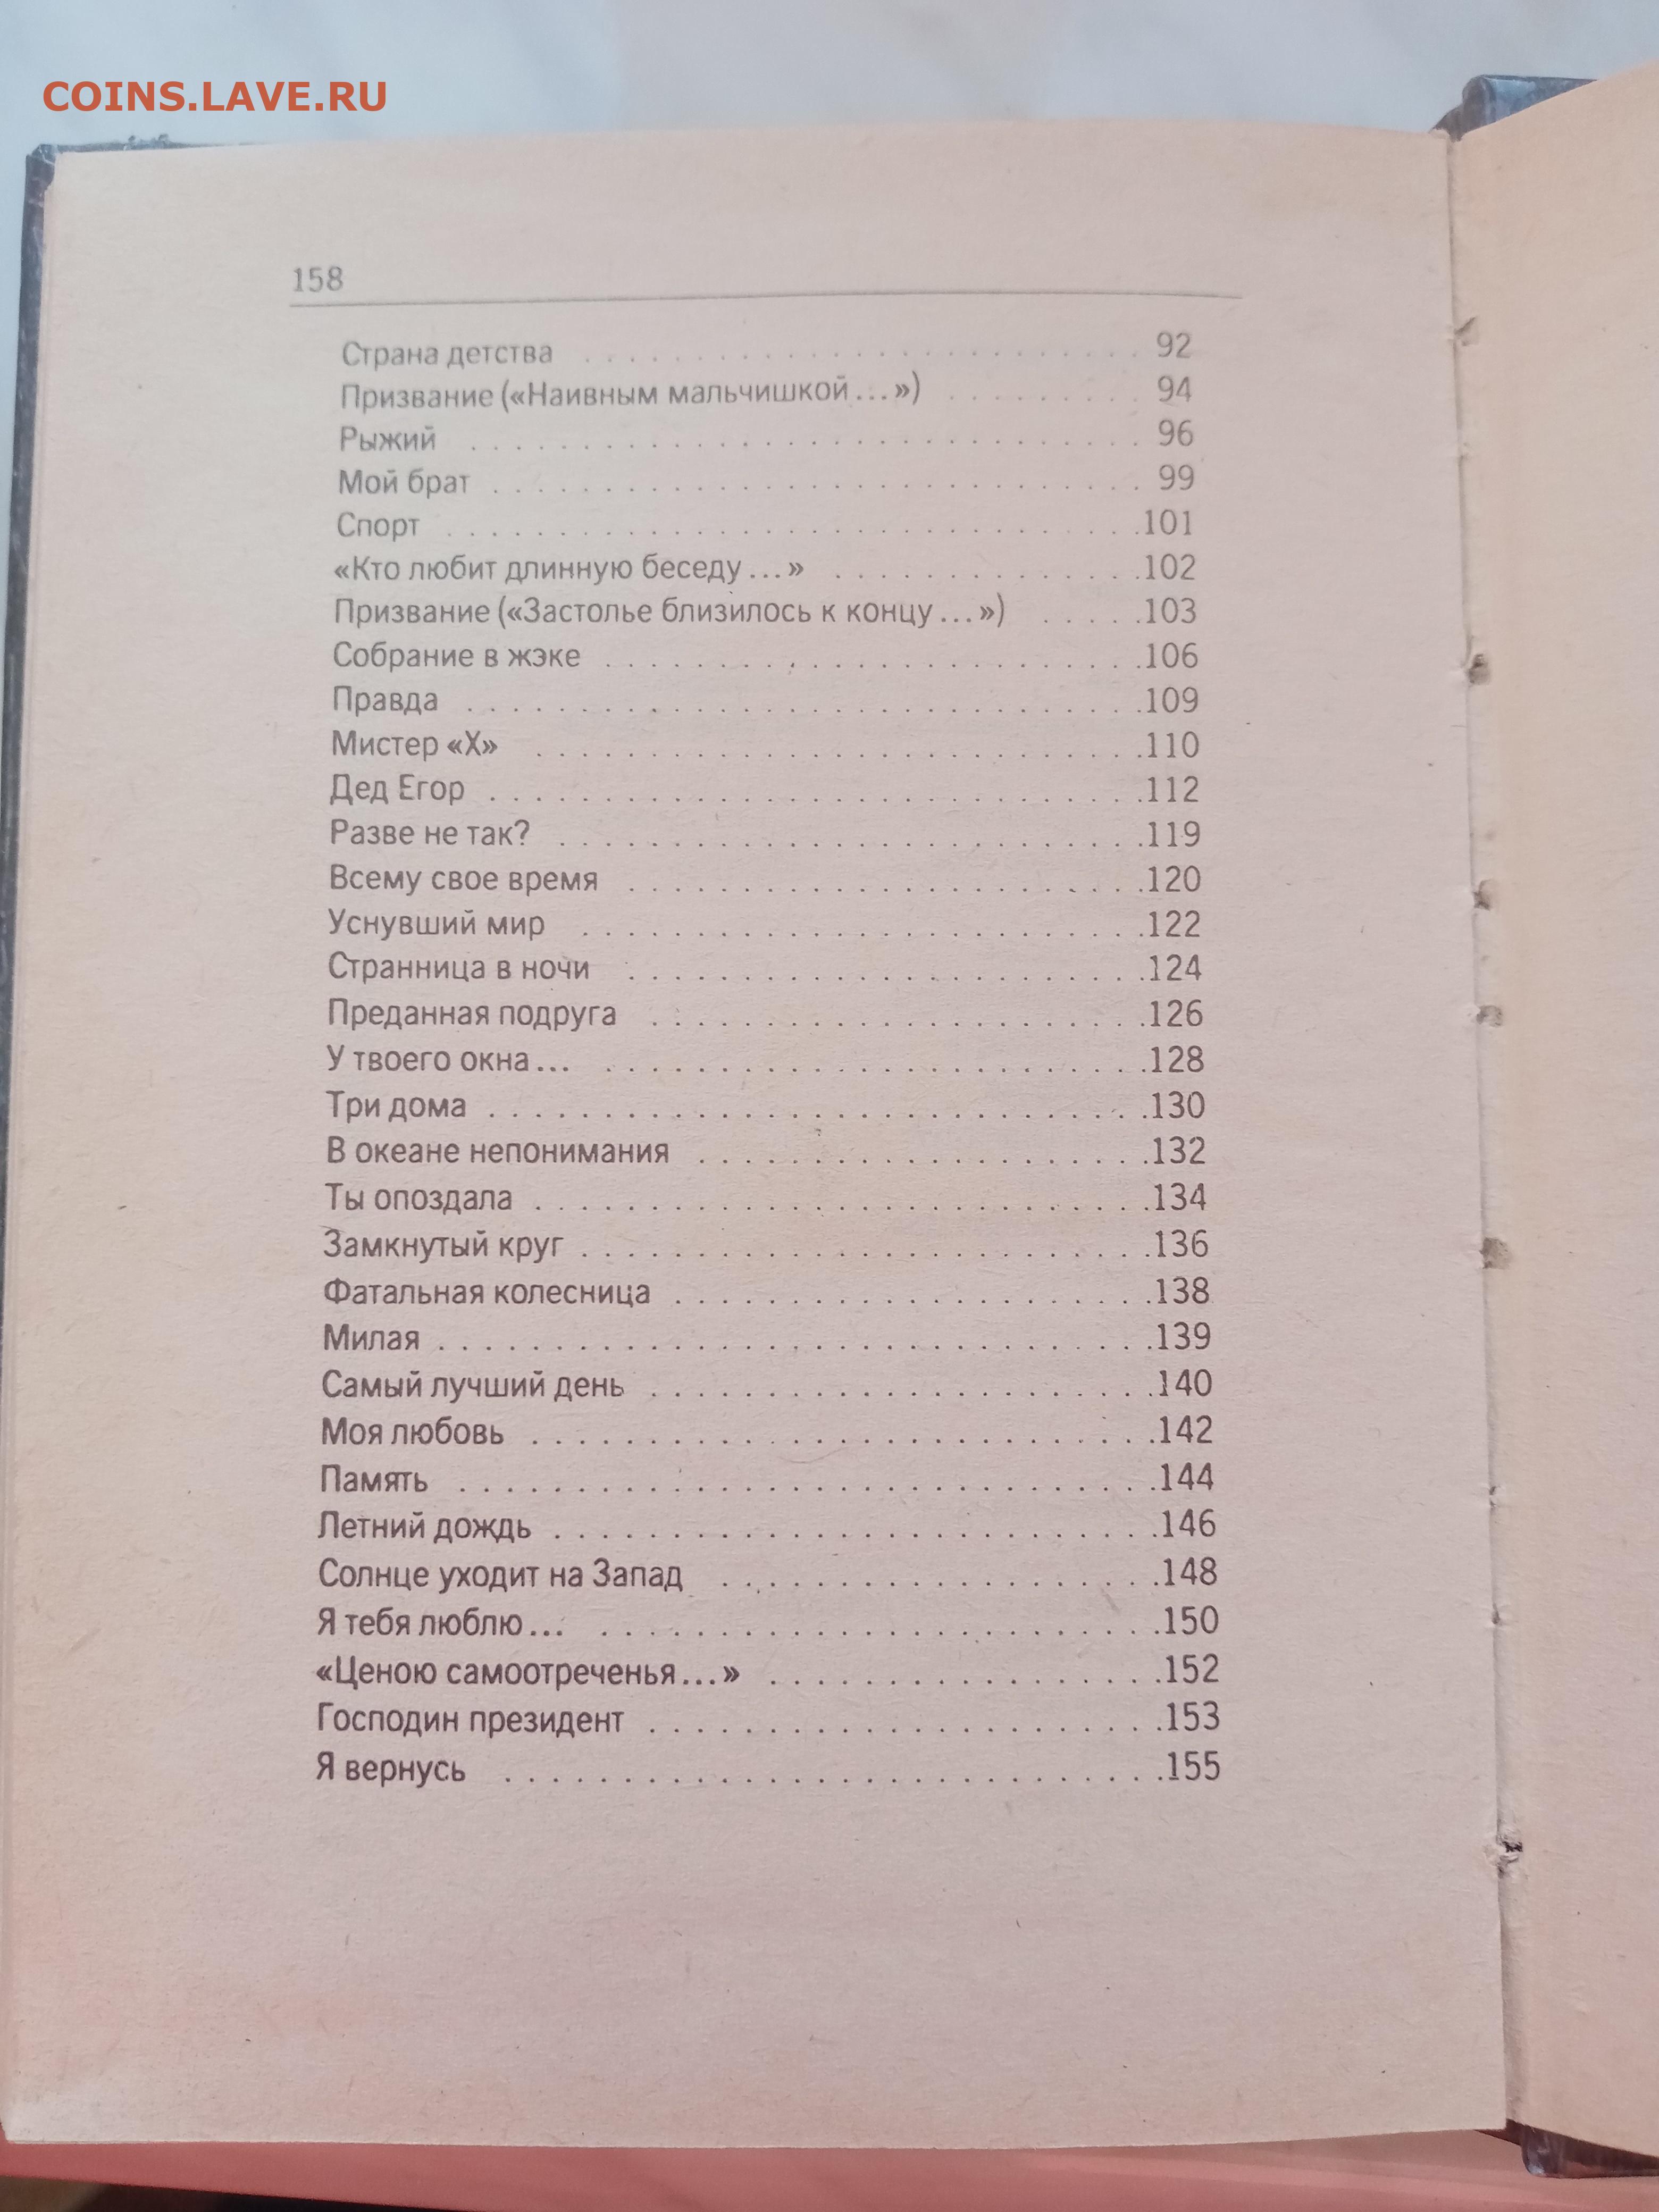 COINS.LAVE.RU
158
Страна детства . . . . . . . . . . . . . . . . . . . . . . . . 92
Призвание («Наивным мальчишкой...») . . . . . . . . . 94
Рыжий . . . . . . . . . . . . . . . . . . . . . . . . . . . . . 96
Мой брат . . . . . . . . . . . . . . . . . . . . . . . . . . . . 99
Спорт . . . . . . . . . . . . . . . . . . . . . . . . . . . . . .101
«Кто любит длинную беседу...» . . . . . . . . . . . . . .102
Призвание («Застолье близилось к концу...») . . . . .103
Собрание в жэке . . . . . . . . . . . . . . . . . . . . . . . .106
Правда . . . . . . . . . . . . . . . . . . . . . . . . . . . . . .109
Мистер «Х» . . . . . . . . . . . . . . . . . . . . . . . . . . .110
Дед Егор . . . . . . . . . . . . . . . . . . . . . . . . . . . . .112
Разве не так? . . . . . . . . . . . . . . . . . . . . . . . . . .119
Всему свое время . . . . . . . . . . . . . . . . . . . . . . .120
Уснувший мир . . . . . . . . . . . . . . . . . . . . . . . . .122
Странница в ночи . . . . . . . . . . . . . . . . . . . . . . .124
Преданная подруга . . . . . . . . . . . . . . . . . . . . . .126
У твоего окна... . . . . . . . . . . . . . . . . . . . . . . . .128
Три дома . . . . . . . . . . . . . . . . . . . . . . . . . . . . .130
В океане непонимания . . . . . . . . . . . . . . . . . . . .132
Ты опоздала . . . . . . . . . . . . . . . . . . . . . . . . . . .134
Замкнутый круг . . . . . . . . . . . . . . . . . . . . . . . . .136
Фатальная колесница . . . . . . . . . . . . . . . . . . . . .138
Милая . . . . . . . . . . . . . . . . . . . . . . . . . . . . . . .139
Самый лучший день . . . . . . . . . . . . . . . . . . . . . .140
Моя любовь . . . . . . . . . . . . . . . . . . . . . . . . . . .142
Память . . . . . . . . . . . . . . . . . . . . . . . . . . . . . .144
Летний дождь . . . . . . . . . . . . . . . . . . . . . . . . . .146
Солнце уходит на Запад . . . . . . . . . . . . . . . . . . .148
Я тебя люблю... . . . . . . . . . . . . . . . . . . . . . . . .150
«Ценою самоотреченья...» . . . . . . . . . . . . . . . . .152
Господин президент . . . . . . . . . . . . . . . . . . . . . .153
Я вернусь . . . . . . . . . . . . . . . . . . . . . . . . . . . .155